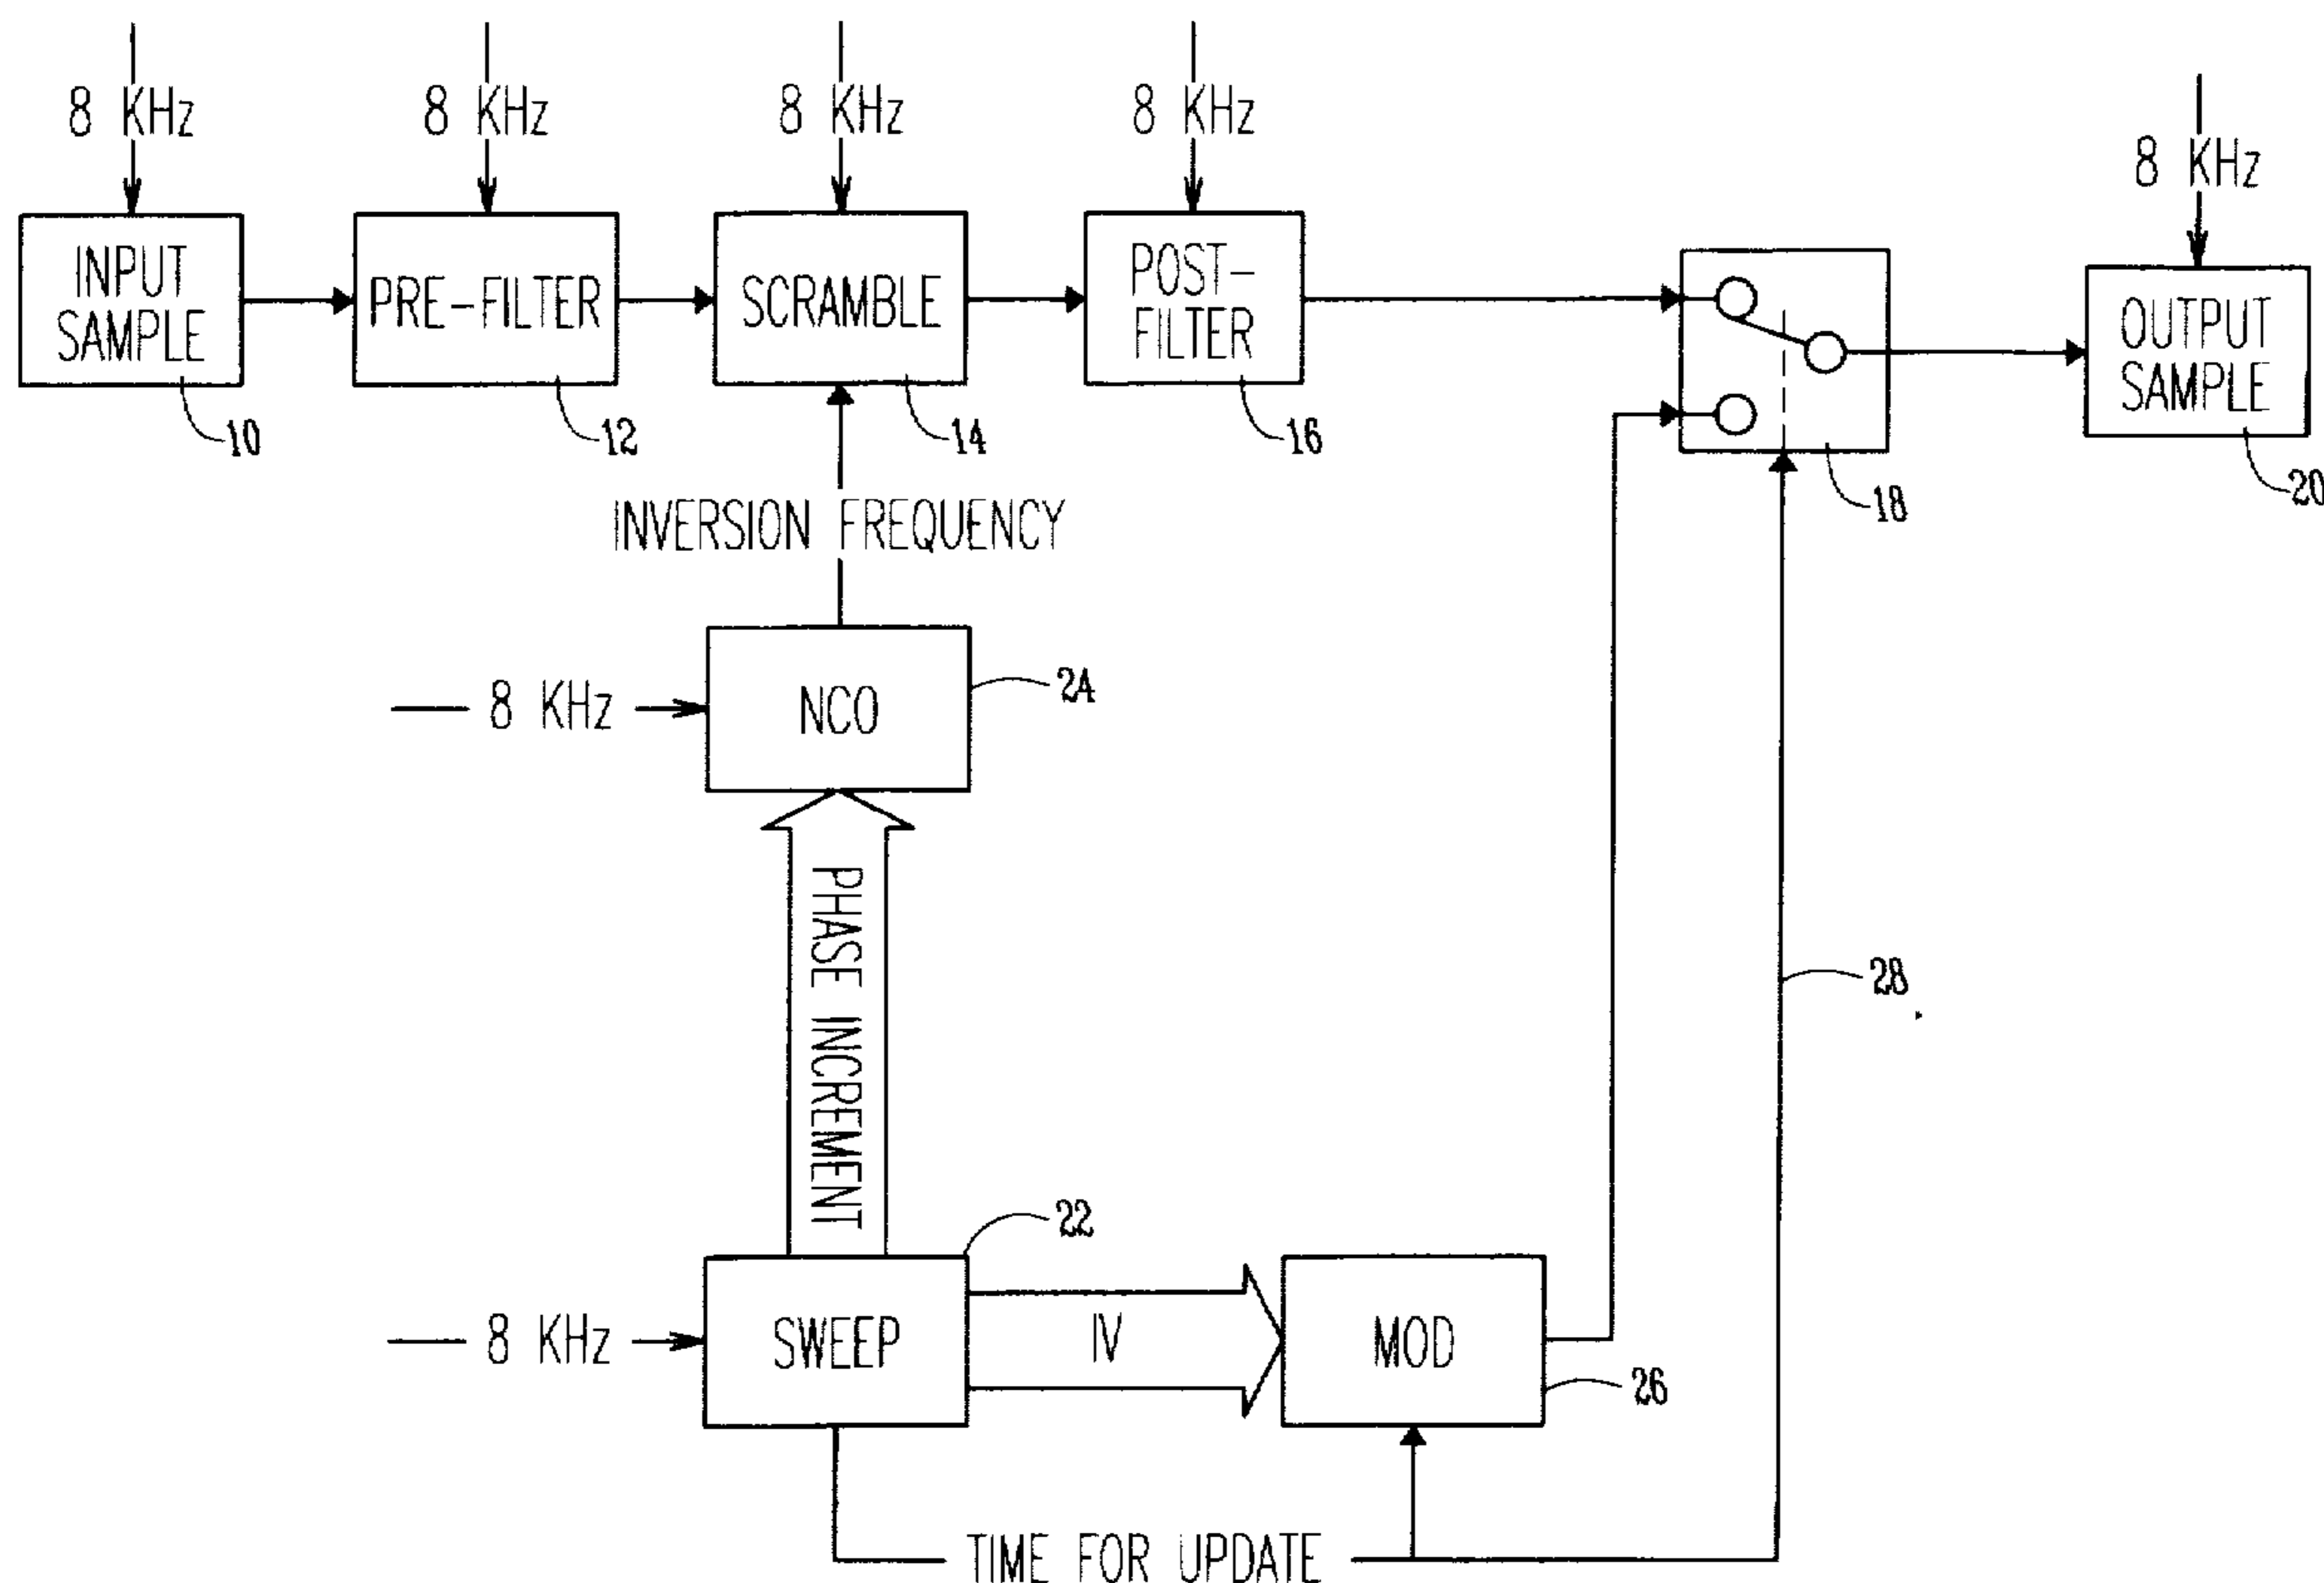 8 KHz
8 KHz
8 KHz
8 KHz
8 KHz
INPUT
SAMPLE
PRE-FILTER
SCRAMBLE
POST-
FILTER
OUTPUT
SAMPLE
10
12
14
16
18
20
INVERSION FREQUENCY
8 KHz
NCO
24
PHASE INCREMENT
28
22
8 KHz
SWEEP
IV
MOD
26
TIME FOR UPDATE